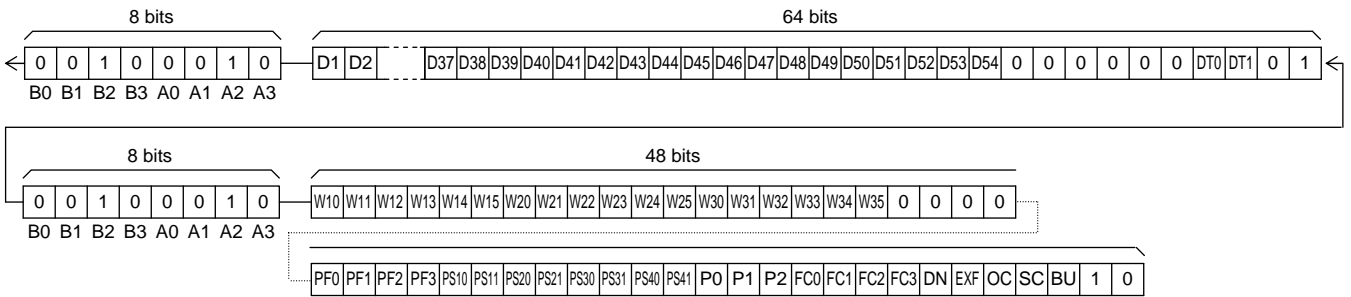 8 bits 64 bits
0 0 1 0 0 0 1 0 D1 D2 D37 D38 D39 D40 D41 D42 D43 D44 D45 D46 D47 D48 D49 D50 D51 D52 D53 D54 0 0 0 0 0 0 DT0 DT1 0 1
B0 B1 B2 B3 A0 A1 A2 A3
8 bits 48 bits
0 0 1 0 0 0 1 0 W10 W11 W12 W13 W14 W15 W20 W21 W22 W23 W24 W25 W30 W31 W32 W33 W34 W35 0 0 0 0
B0 B1 B2 B3 A0 A1 A2 A3
PF0 PF1 PF2 PF3 PS10 PS11 PS20 PS21 PS30 PS31 PS40 PS41 P0 P1 P2 FC0 FC1 FC2 FC3 DN EXF OC SC BU 1 0